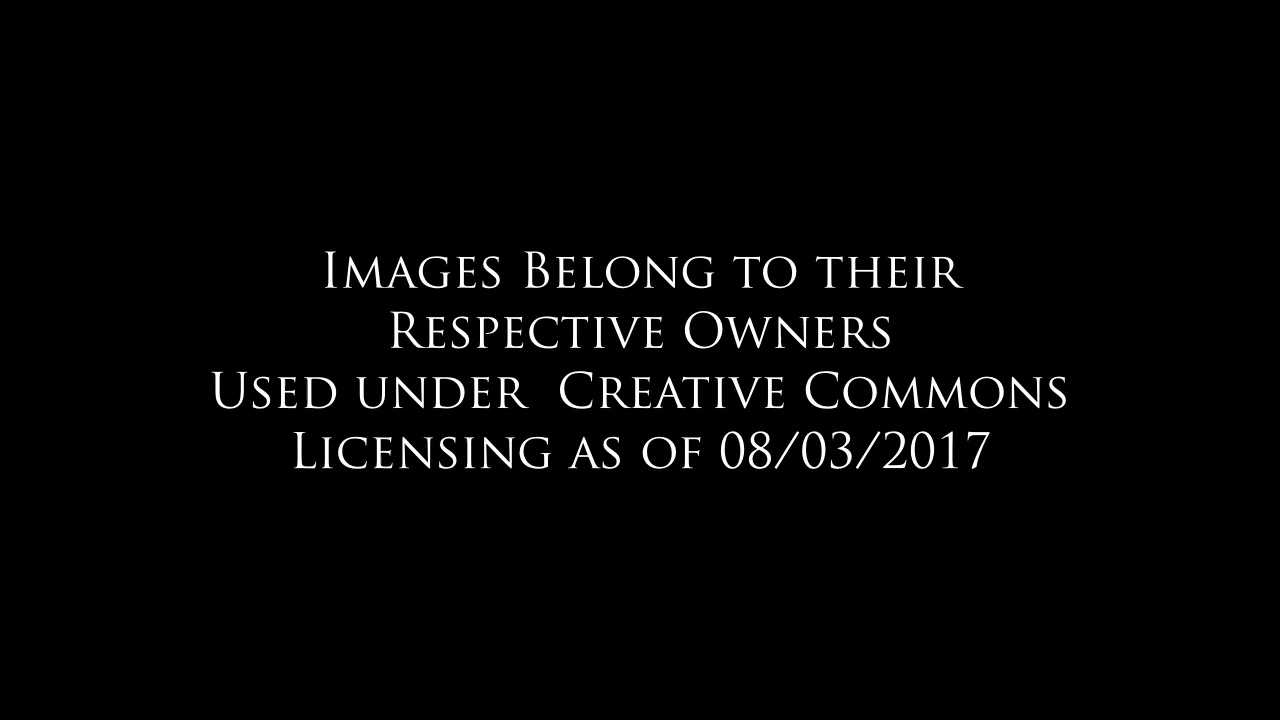 Images Belong to their
Respective Owners
Used under  Creative Commons
Licensing as of 08/03/2017